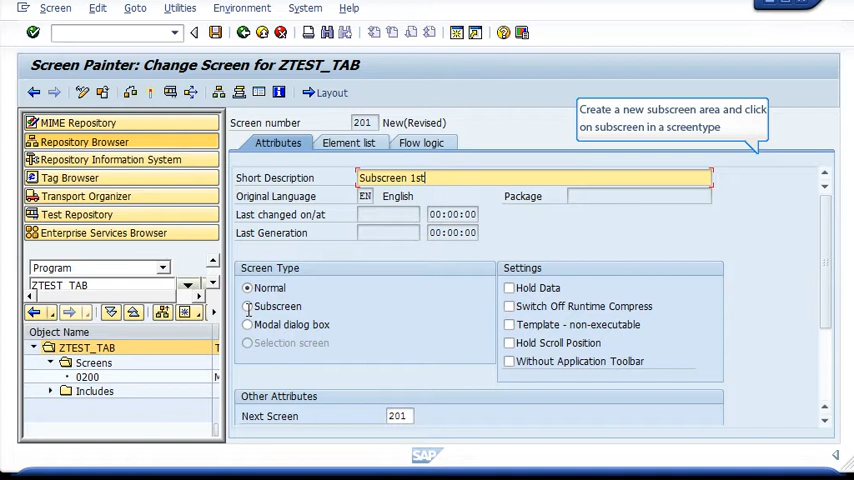 Screen Edit Goto Utilities Environment System Help
Screen Painter: Change Screen for ZTEST_TAB
Layout
MIME Repository
Repository Browser
Repository Information System
Tag Browser
Transport Organizer
Test Repository
Enterprise Services Browser
Program
ZTEST_TAB
Object Name
ZTEST_TAB
Screens
0200
Includes
Screen number 201 New(Revised)
Create a new subscreen area and click
on subscreen in a screentype
Attributes Element list Flow logic
Short Description Subscreen 1st
Original Language EN English Package
Last changed on/at 00:00:00
Last Generation 00:00:00
Screen Type
Normal
Subscreen
Modal dialog box
Selection screen
Settings
Hold Data
Switch Off Runtime Compress
Template - non-executable
Hold Scroll Position
Without Application Toolbar
Other Attributes
Next Screen 201
SAP